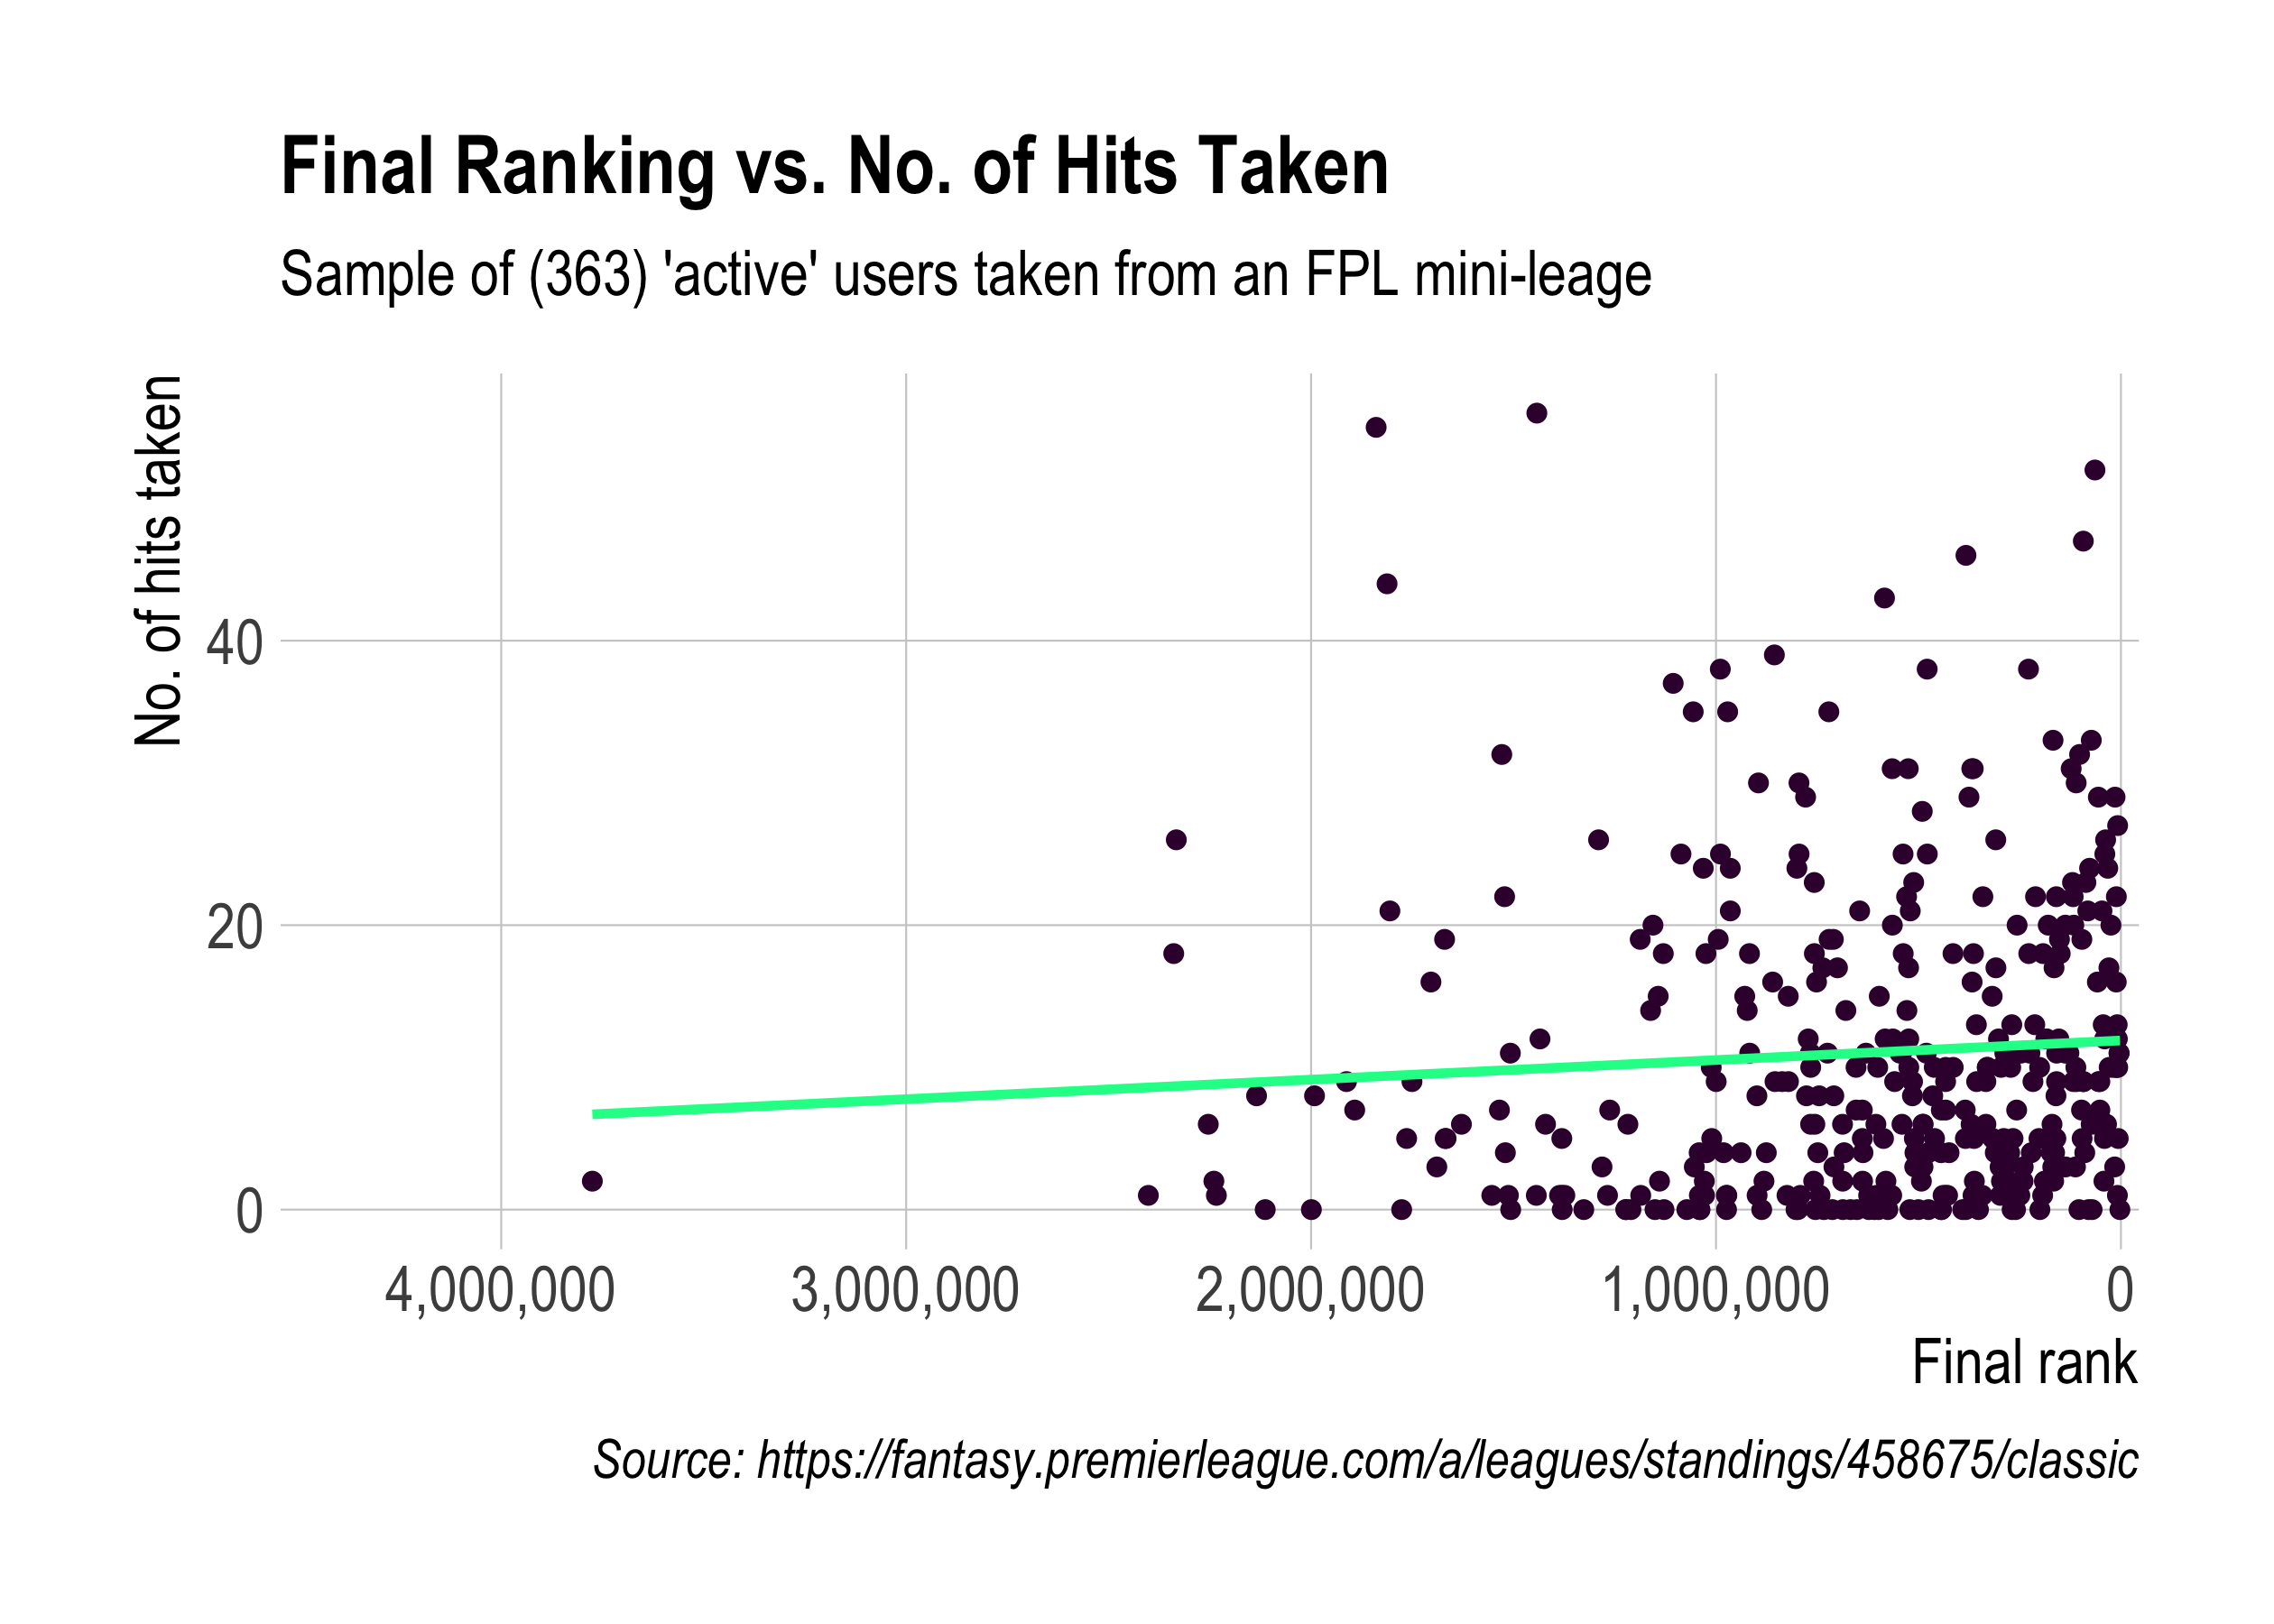 Final Ranking vs. No. of Hits Taken
Sample of (363) 'active' users taken from an FPL mini-leage
No. of hits taken
40
20
0
4,000,000 3,000,000 2,000,000 1,000,000 0
Final rank
Source: https://fantasy.premierleague.com/a/leagues/standings/458675/classic